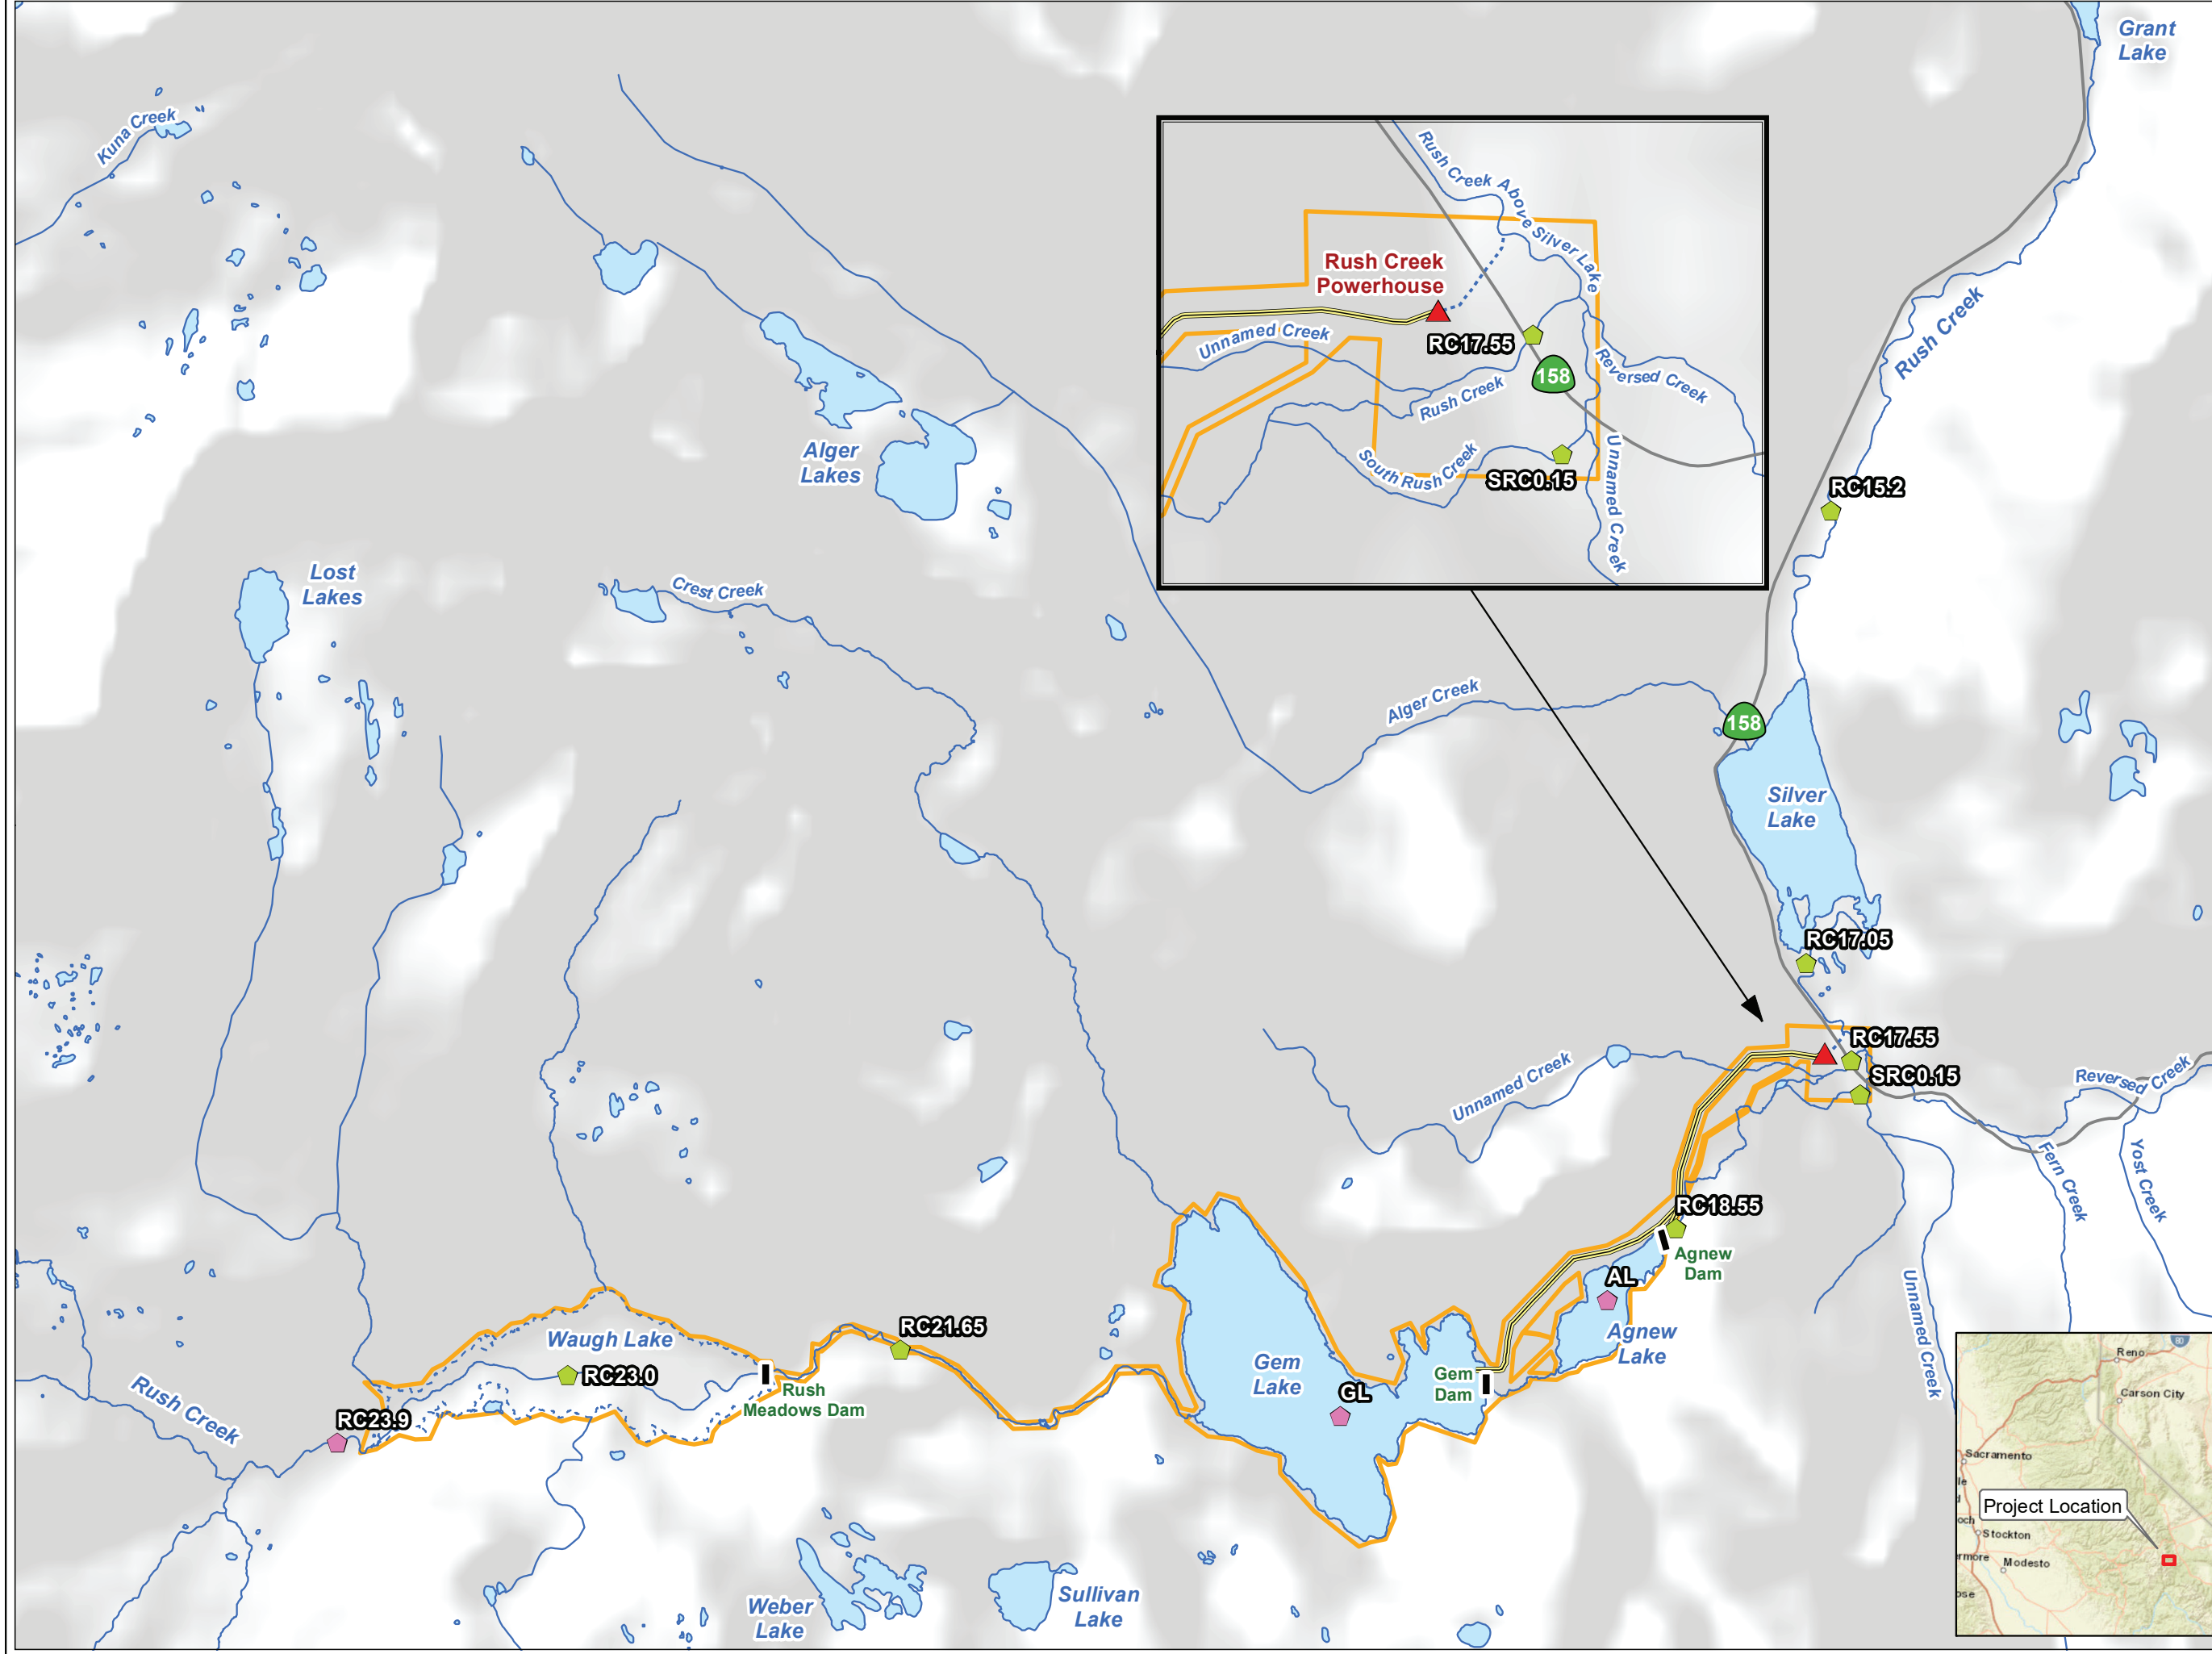 Grant
Lake
Kuna Creek
Rush Creek Above Silver Lake
Rush Creek
Powerhouse
Unnamed Creek
RC17.55
158
Reversed Creek
Rush Creek
South Rush Creek
SRC0.15
Unnamed Creek
Rush Creek
Alger
Lakes
RC15.2
Lost
Lakes
Crest Creek
Alger Creek
158
Silver
Lake
RC17.05
RC17.55
SRC0.15
Reversed Creek
Unnamed Creek
Fern Creek
Yost Creek
RC18.55
Agnew
Dam
AL
Agnew
Lake
Unnamed Creek
Waugh Lake
RC21.65
RC23.0
Rush
Meadows Dam
Gem
Lake
GL
Gem
Dam
Rush Creek
RC23.9
Weber
Lake
Sullivan
Lake
80
Reno
Carson City
Sacramento
Project Location
Stockton
Modesto